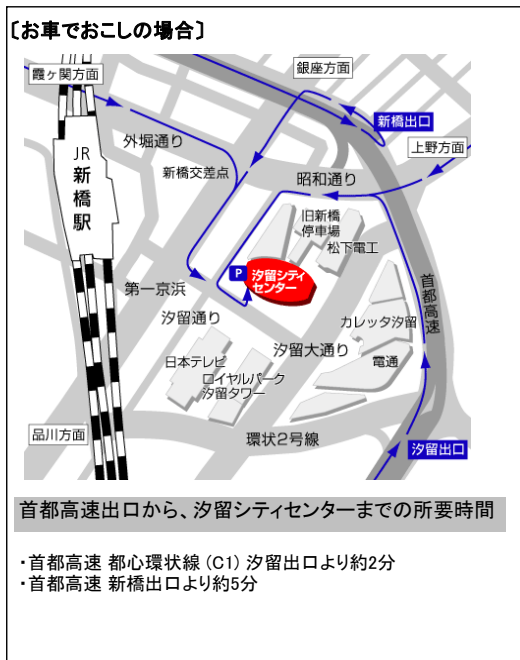 〔お車でおこしの場合〕
銀座方面
霞ヶ関方面
新橋出口
外堀通り
上野方面
JR
新橋駅
新橋交差点
昭和通り
旧新橋
停車場
松下電工
P
汐留シティ
センター
首都高速
第一京浜
汐留通り
カレッタ汐留
汐留大通り
日本テレビ
電通
ロイヤルパーク
汐留タワー
品川方面
環状2号線
汐留出口
首都高速出口から、汐留シティセンターまでの所要時間
・首都高速 都心環状線 (C1) 汐留出口より約2分
・首都高速 新橋出口より約5分